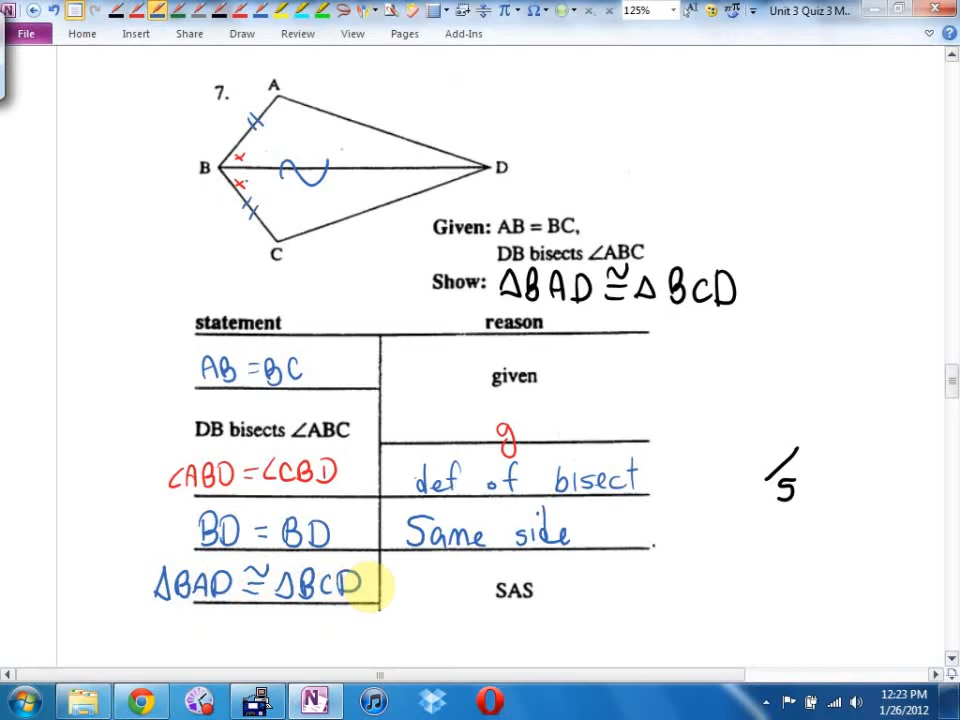 125%
Unit 3 Quiz 3 M..
File Home Insert Share Draw Review View Pages Add-Ins
7.
A
B
D
C
Given: AB = BC,
DB bisects ∠ABC
Show: ΔBAD ≅ Δ BCD
statement reason
AB = BC given
DB bisects ∠ABC g
∠ABD = ∠CBD def of bisect
BD = BD Same side
ΔBAD ≅ ΔBCD SAS
/5
12:23 PM
1/26/2012